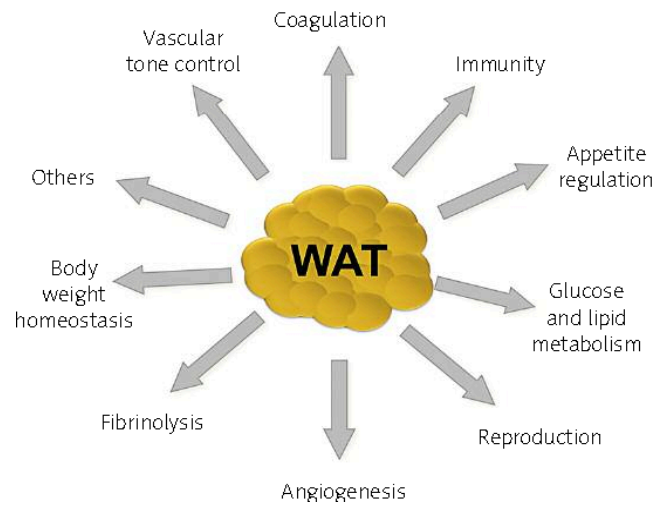 Coagulation
Vascular
tone control
Immunity
Appetite
regulation
Others
WAT
Body
weight
homeostasis
Glucose
and lipid
metabolism
Fibrinolysis
Reproduction
Angiogenesis